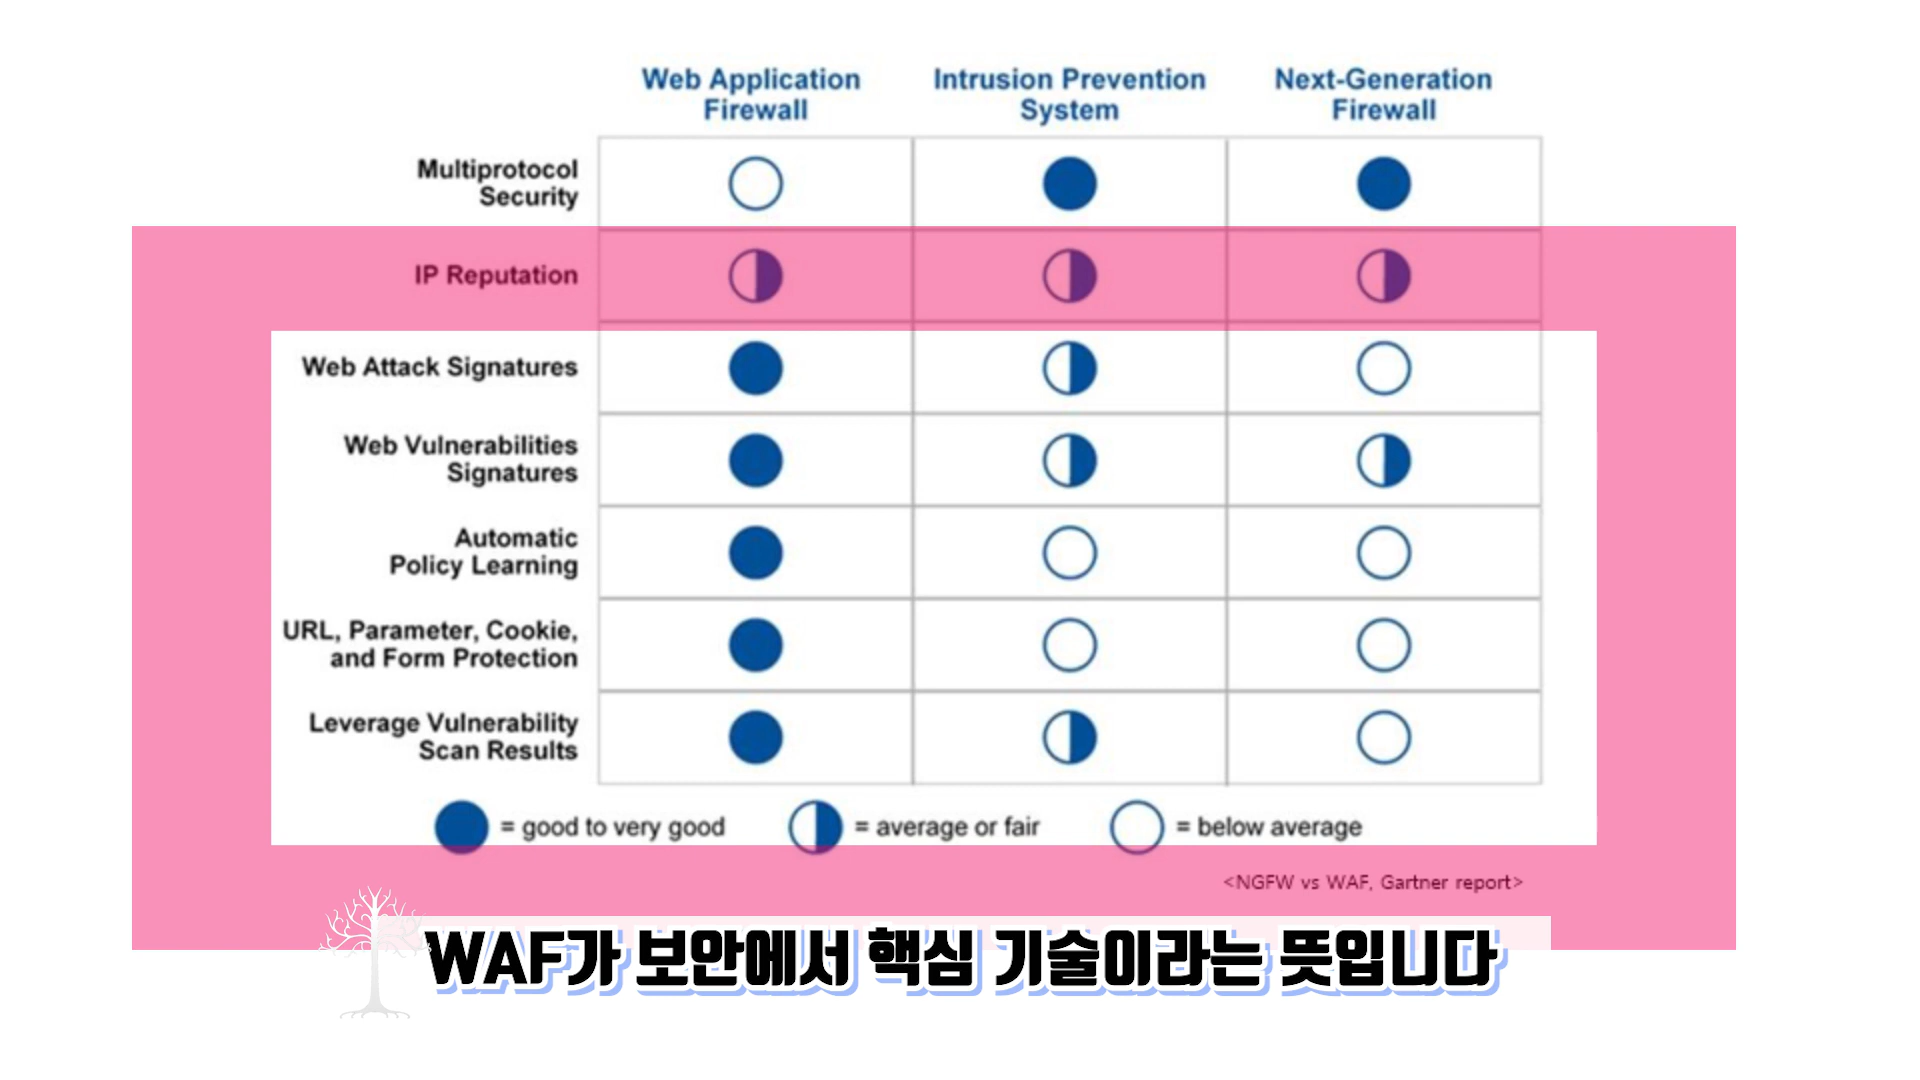 Web Application
Firewall
Intrusion Prevention
System
Next-Generation
Firewall
Multiprotocol
Security
IP Reputation
Web Attack Signatures
Web Vulnerabilities
Signatures
Automatic
Policy Learning
URL, Parameter, Cookie,
and Form Protection
Leverage Vulnerability
Scan Results
= good to very good
= average or fair
= below average
<NGFW vs WAF, Gartner report>
WAF가 보안에서 핵심 기술이라는 뜻입니다